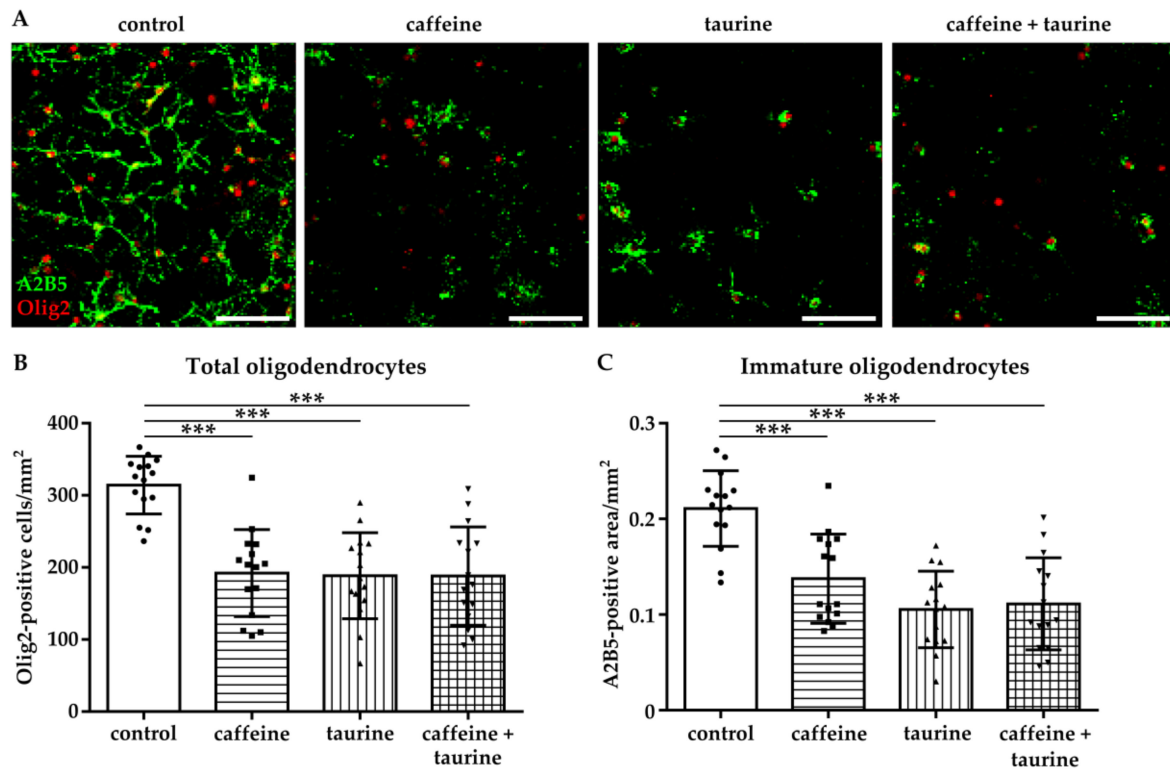 A
control
caffeine
taurine
caffeine + taurine
A2B5
Olig2
B
Total oligodendrocytes
Olig2-positive cells/mm²
400
300
200
100
0
***
***
***
control
caffeine
taurine
caffeine +
taurine
C
Immature oligodendrocytes
A2B5-positive area/mm²
0.3
0.2
0.1
0
***
***
***
control
caffeine
taurine
caffeine +
taurine